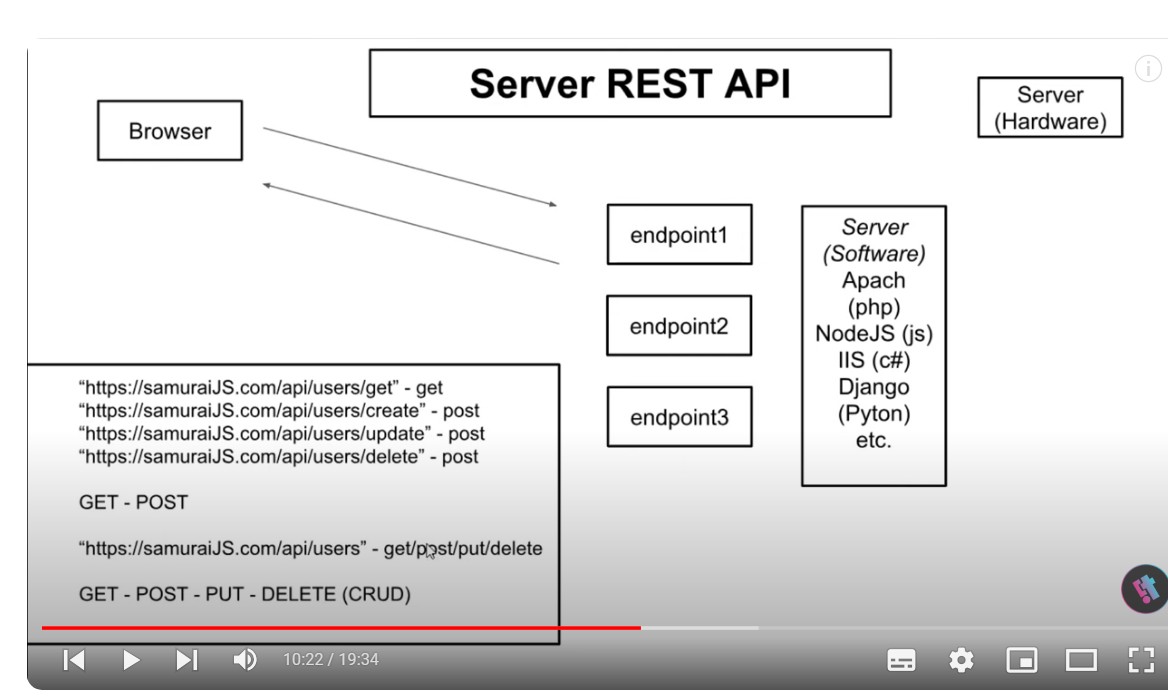 Server REST API
Browser
Server
(Hardware)
endpoint1
endpoint2
endpoint3
Server
(Software)
Apach
(php)
NodeJS (js)
IIS (c#)
Django
(Pyton)
etc.
“https://samuraiJS.com/api/users/get” - get
“https://samuraiJS.com/api/users/create” - post
“https://samuraiJS.com/api/users/update” - post
“https://samuraiJS.com/api/users/delete” - post
GET - POST
“https://samuraiJS.com/api/users” - get/post/put/delete
GET - POST - PUT - DELETE (CRUD)
10:22 / 19:34